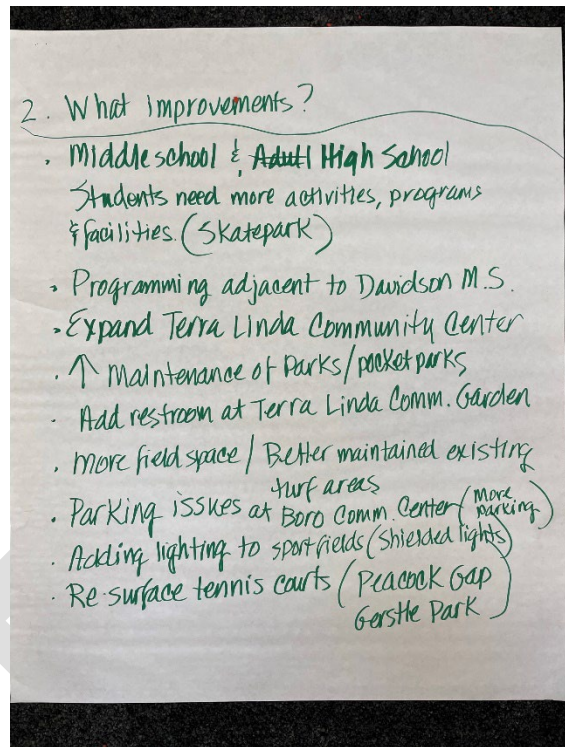 2. What improvements?
· Middle school & Adult High School
Students need more activities, programs
& facilities. (Skatepark)
· Programming adjacent to Davidson M.S.
· Expand Terra Linda Community Center
· ↑ Maintenance of Parks/pocket parks
· Add restroom at Terra Linda Comm. Garden
· More field space / Better maintained existing
turf areas
· Parking issues at Boro Comm. Center (More
parking)
· Adding lighting to sport fields (Shielded lights)
· Re-surface tennis courts (Peacock Gap
Gerstle Park)